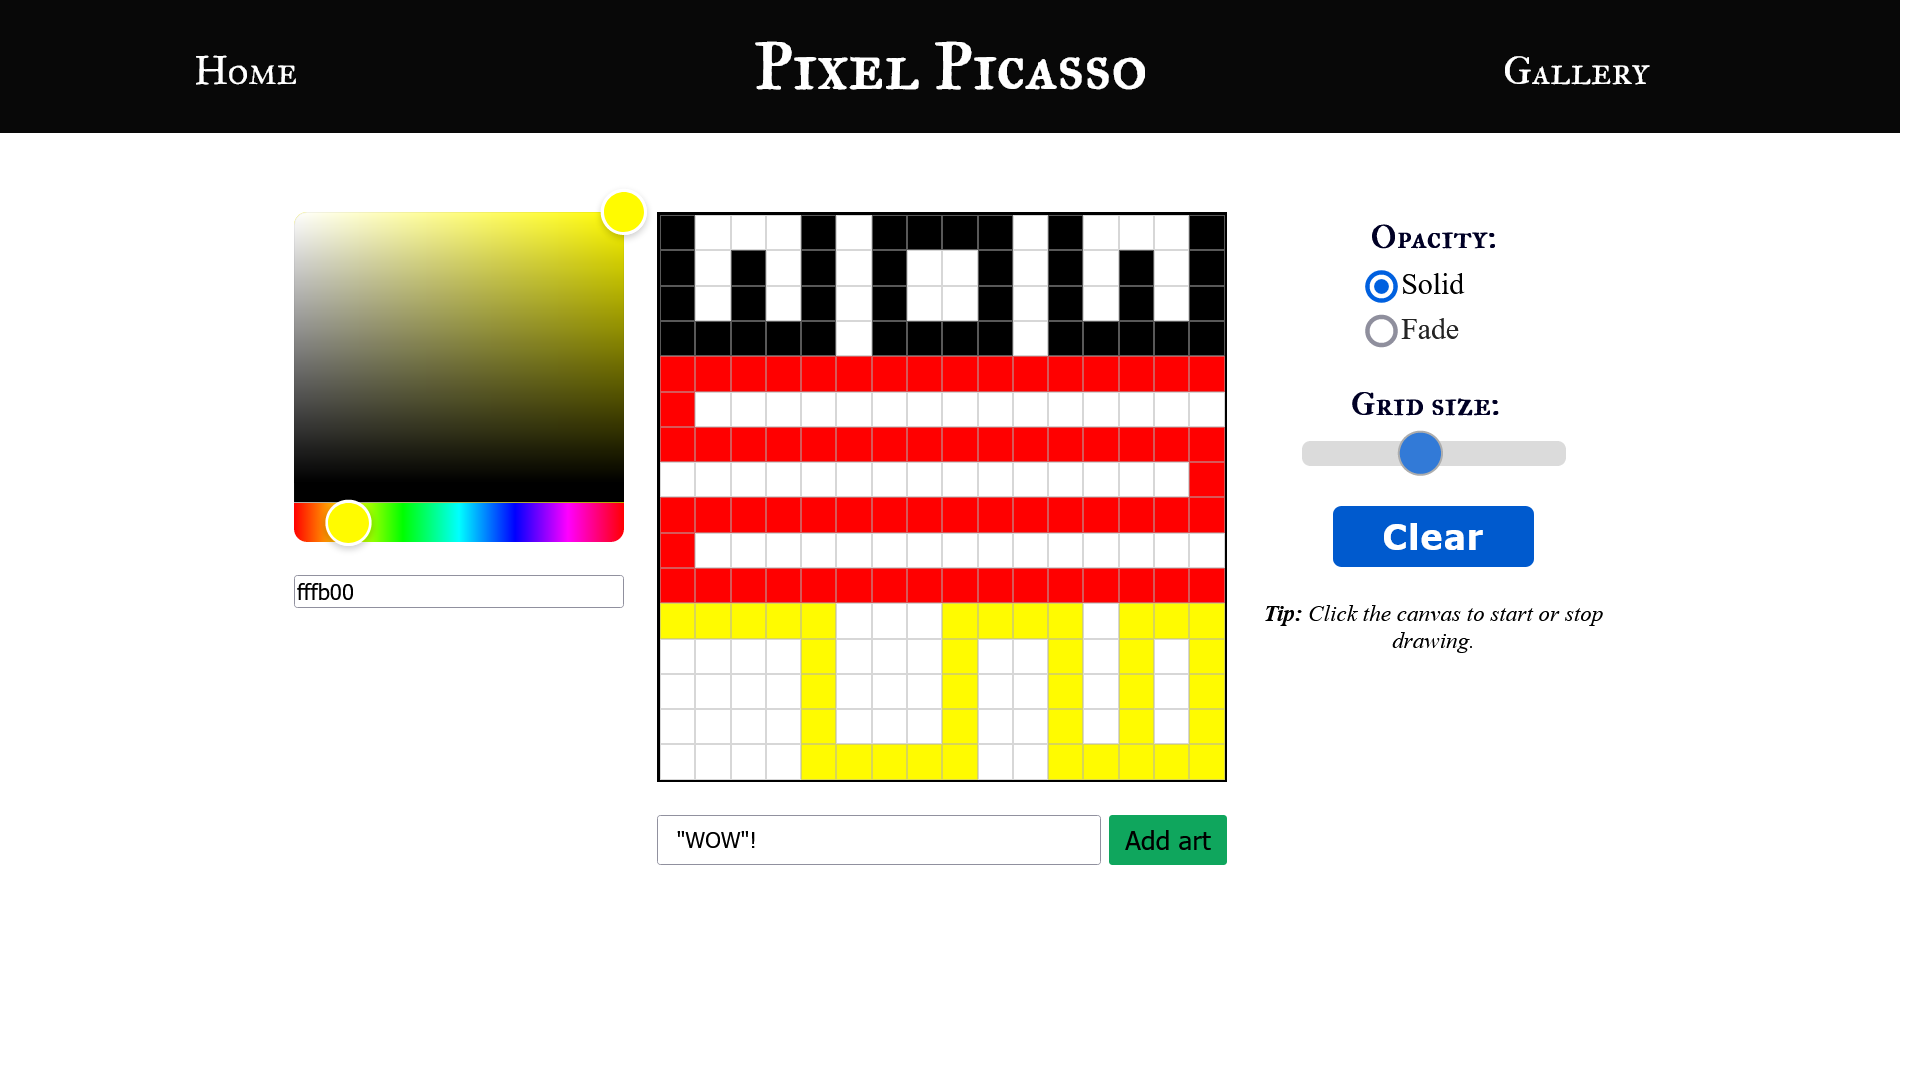 Home
Pixel Picasso
Gallery
Opacity:
Solid
Fade
Grid size:
Clear
fffb00
Tip: Click the canvas to start or stop
drawing.
WOW
"WOW"!
Add art